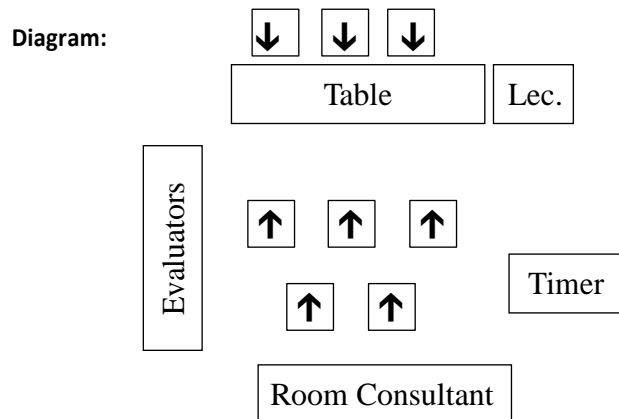 Diagram:
Table
Lec.
Evaluators
Timer
Room Consultant